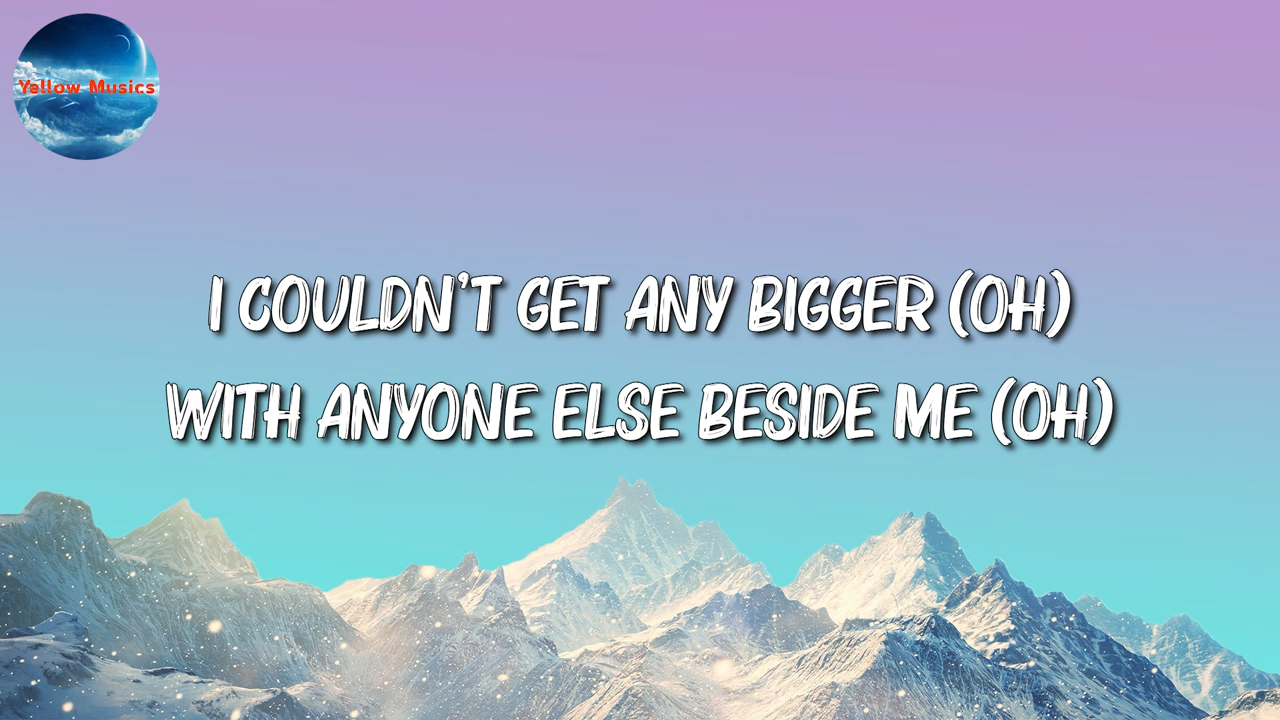 Yellow Musics
I COULDN'T GET ANY BIGGER (OH)
WITH ANYONE ELSE BESIDE ME (OH)